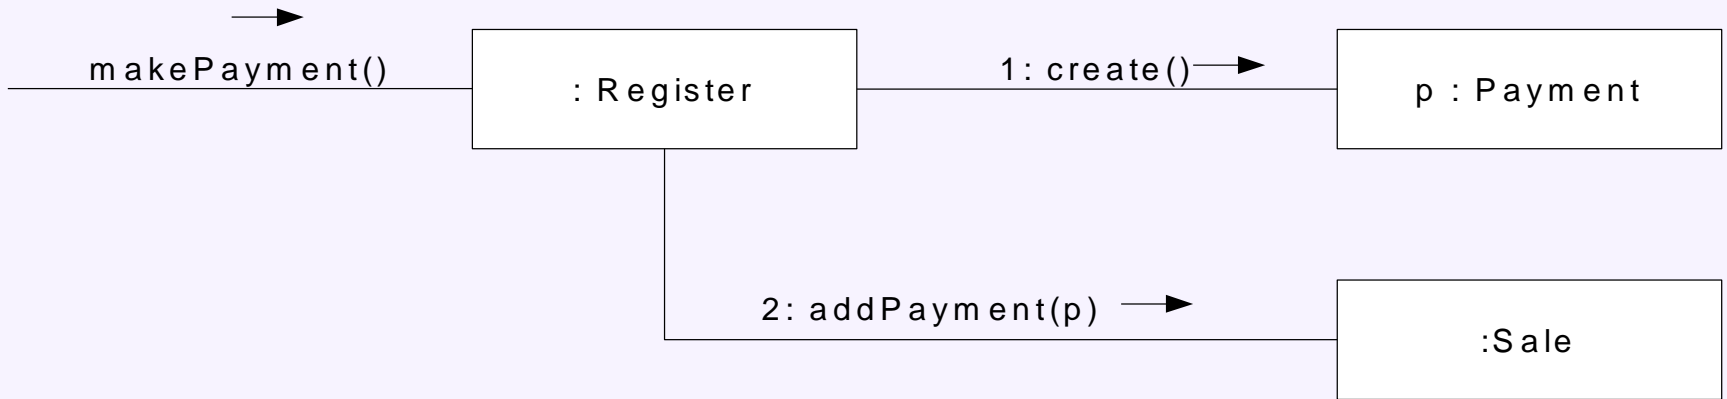 makePayment()
1: create()
: Register
p : Payment
2: addPayment(p)
:Sale